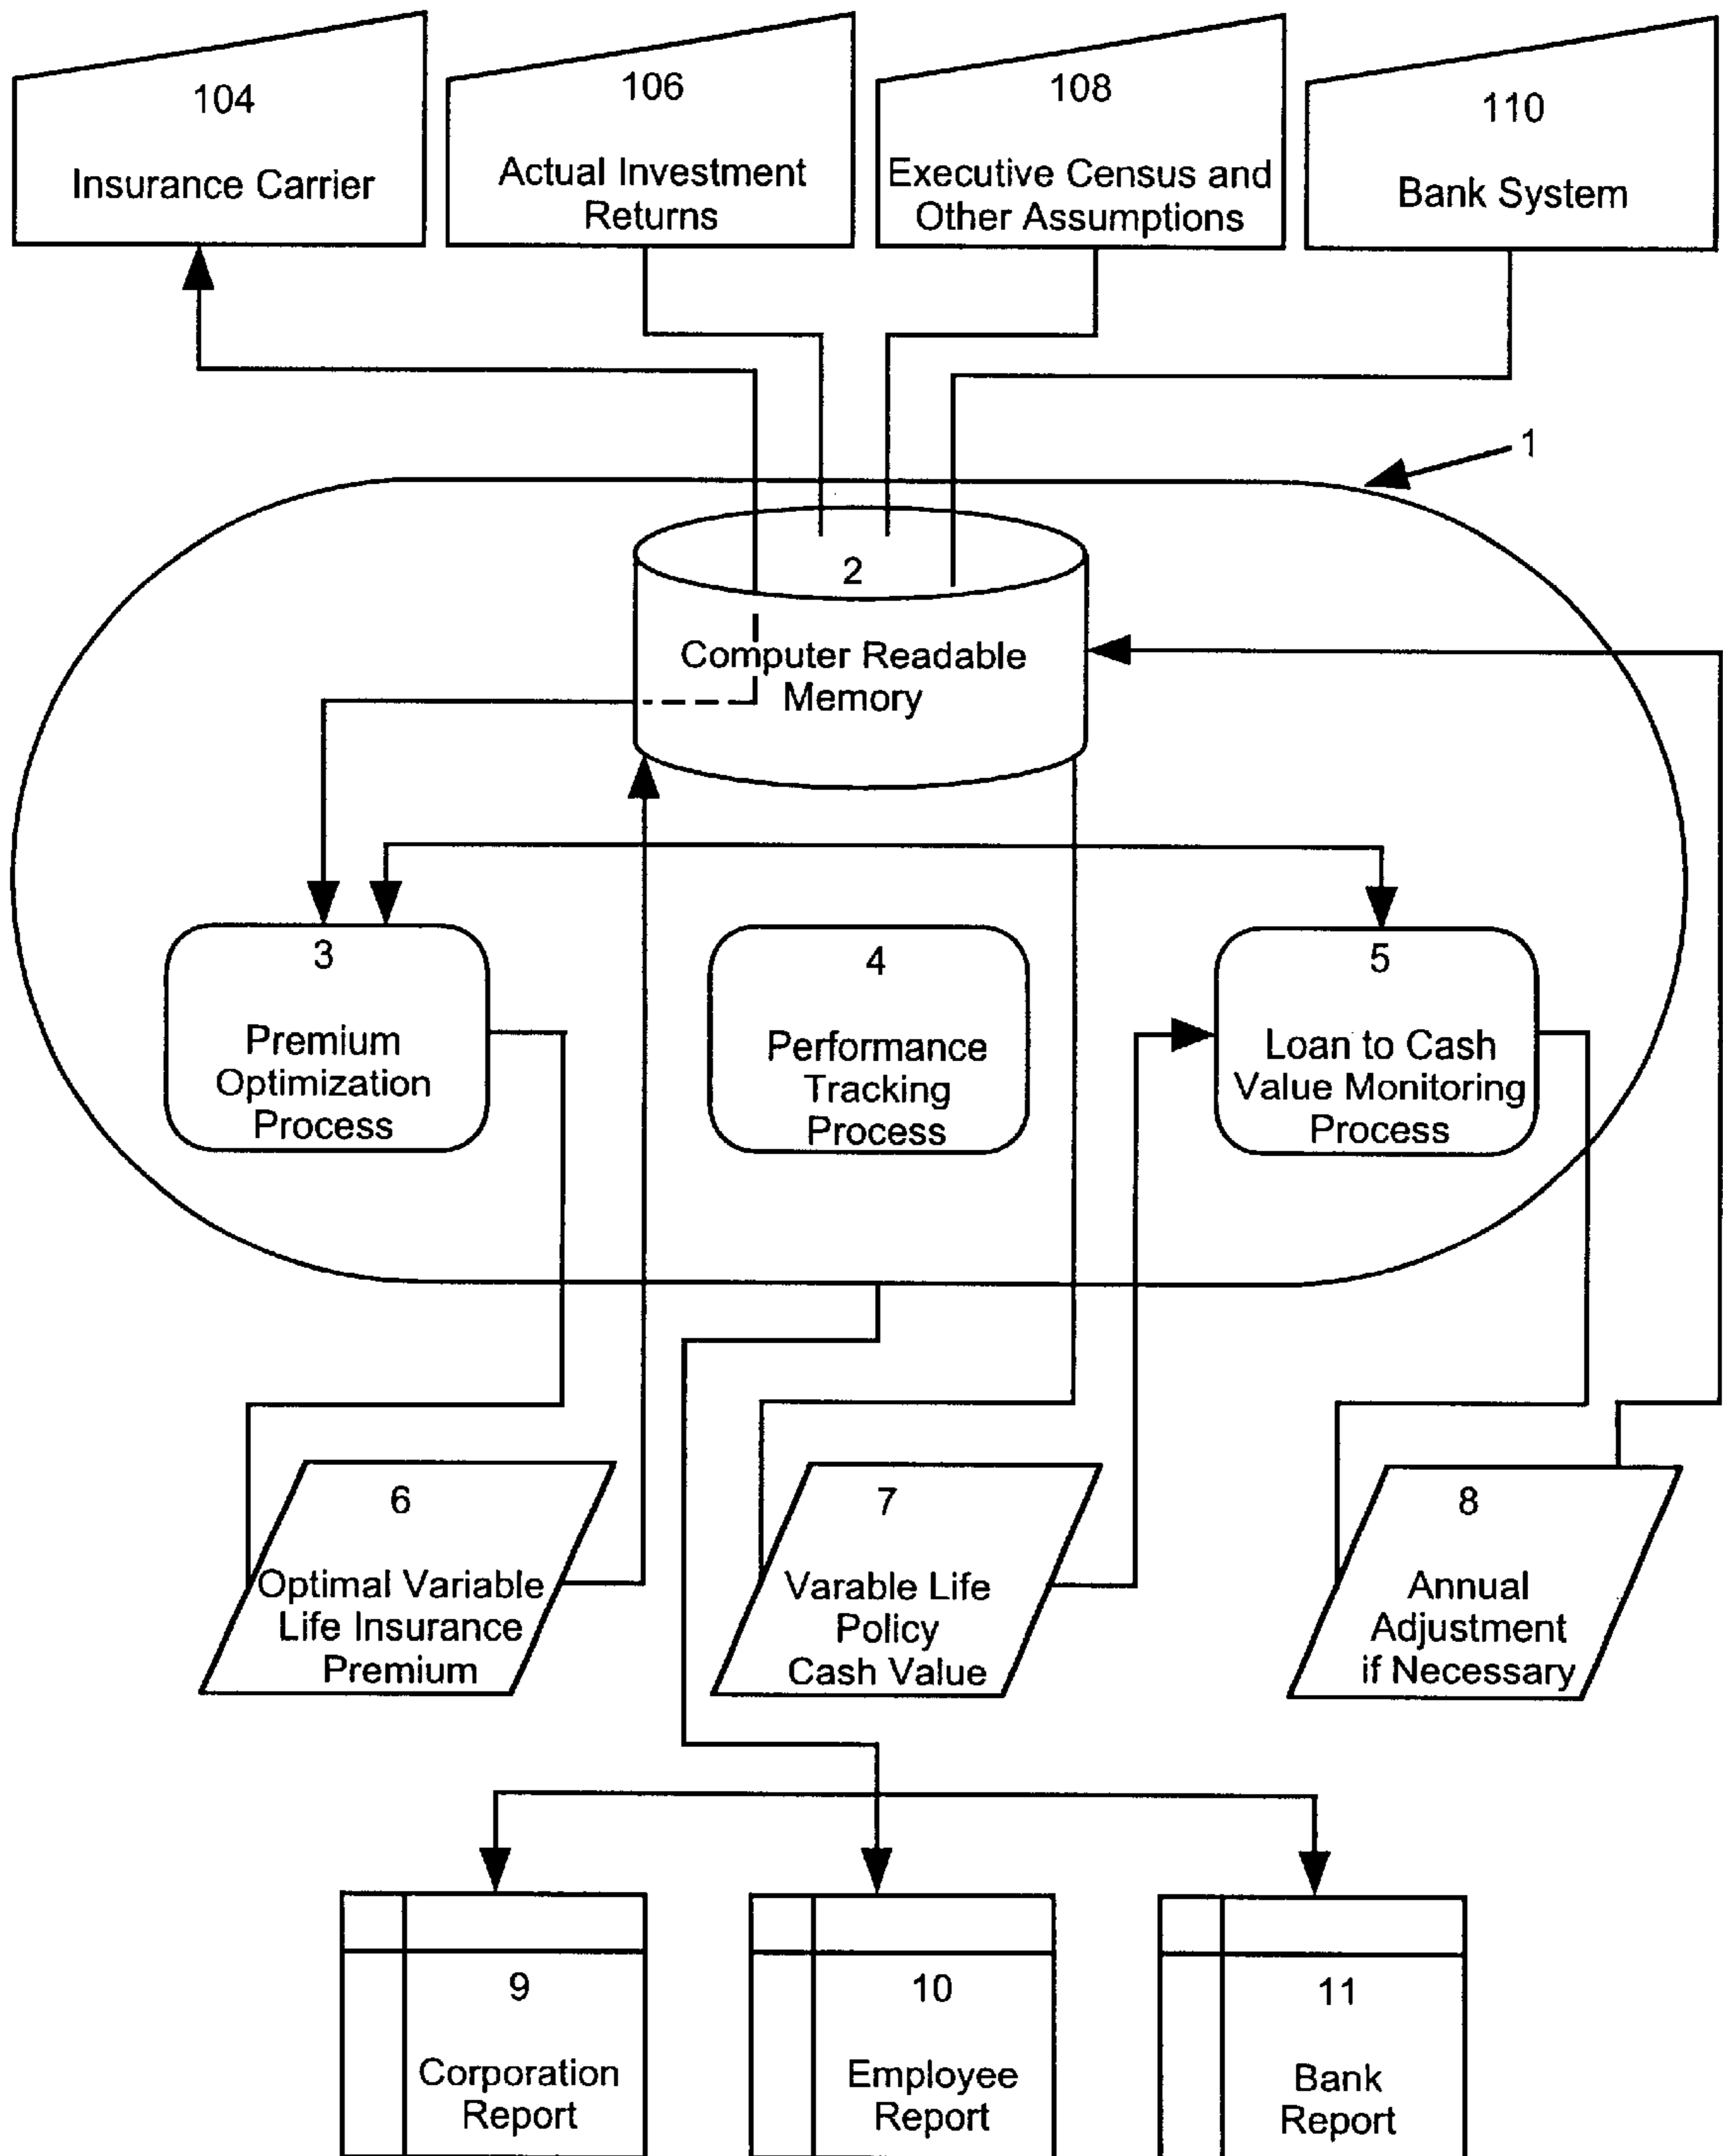 104
Insurance Carrier
106
Actual Investment
Returns
108
Executive Census and
Other Assumptions
110
Bank System
1
2
Computer Readable
Memory
3
Premium
Optimization
Process
4
Performance
Tracking
Process
5
Loan to Cash
Value Monitoring
Process
6
Optimal Variable
Life Insurance
Premium
7
Varable Life
Policy
Cash Value
8
Annual
Adjustment
if Necessary
9
Corporation
Report
10
Employee
Report
11
Bank
Report